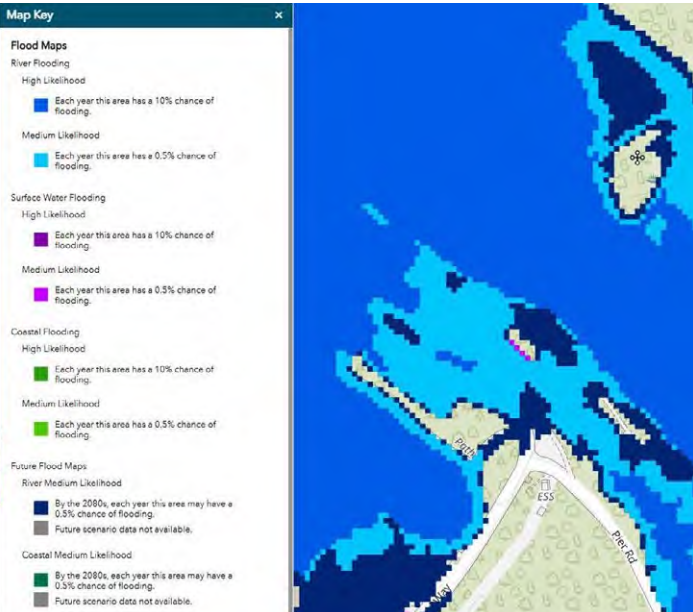 Map Key ×
Flood Maps
River Flooding
High Likelihood
Each year this area has a 10% chance of
flooding.
Medium Likelihood
Each year this area has a 0.5% chance of
flooding.
Surface Water Flooding
High Likelihood
Each year this area has a 10% chance of
flooding.
Medium Likelihood
Each year this area has a 0.5% chance of
flooding.
Coastal Flooding
High Likelihood
Each year this area has a 10% chance of
flooding.
Medium Likelihood
Each year this area has a 0.5% chance of
flooding.
Future Flood Maps
River Medium Likelihood
By the 2080s, each year this area may have a
0.5% chance of flooding.
Future scenario data not available.
Coastal Medium Likelihood
By the 2080s, each year this area may have a
0.5% chance of flooding.
Future scenario data not available.
Path
ESS
Pier Rd